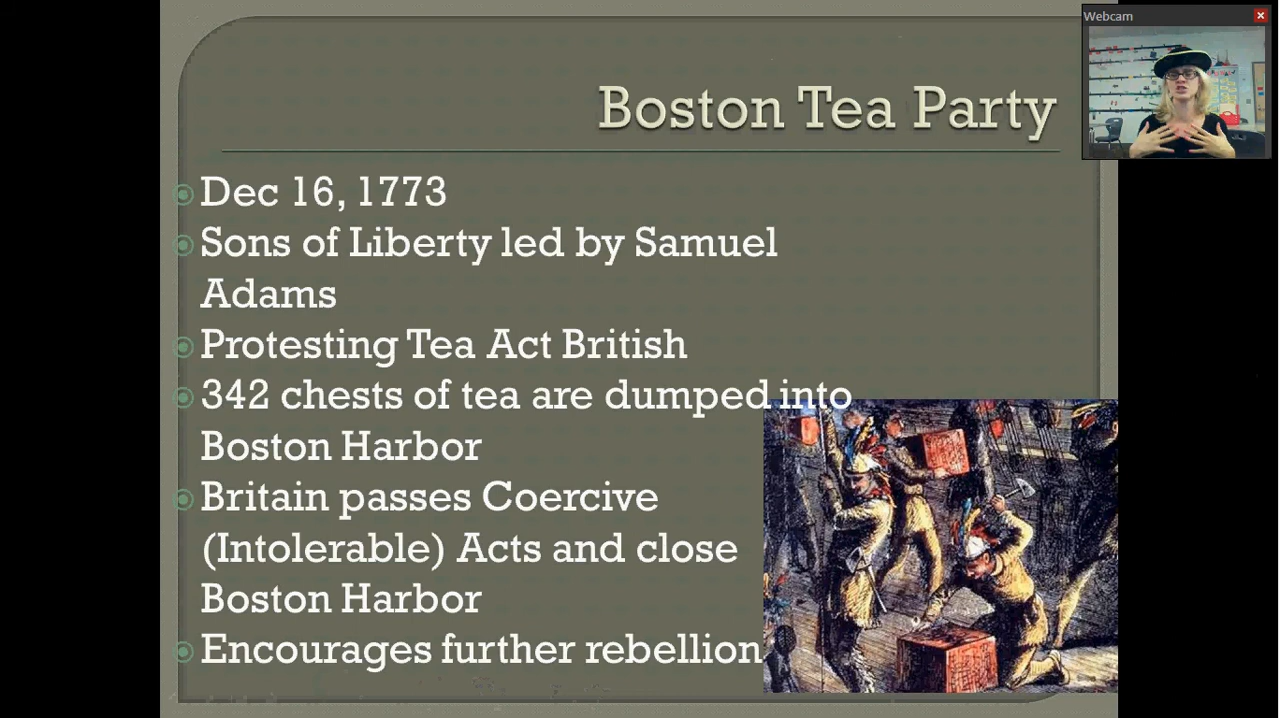 Webcam
Boston Tea Party
Dec 16, 1773
Sons of Liberty led by Samuel
Adams
Protesting Tea Act British
342 chests of tea are dumped into
Boston Harbor
Britain passes Coercive
(Intolerable) Acts and close
Boston Harbor
Encourages further rebellion